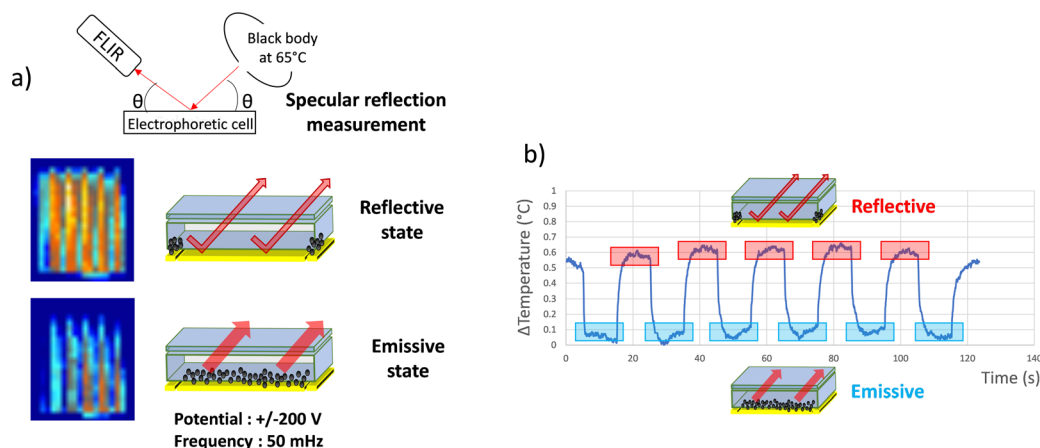 a)
FLIR
Black body
at 65°C
θ
θ
Electrophoretic cell
Specular reflection
measurement
Reflective
state
Emissive
state
Potential : +/-200 V
Frequency : 50 mHz
b)
Reflective
ΔTemperature (°C)
1
0.9
0.8
0.7
0.6
0.5
0.4
0.3
0.2
0.1
0
0
20
40
60
80
100
120
140
Time (s)
Emissive